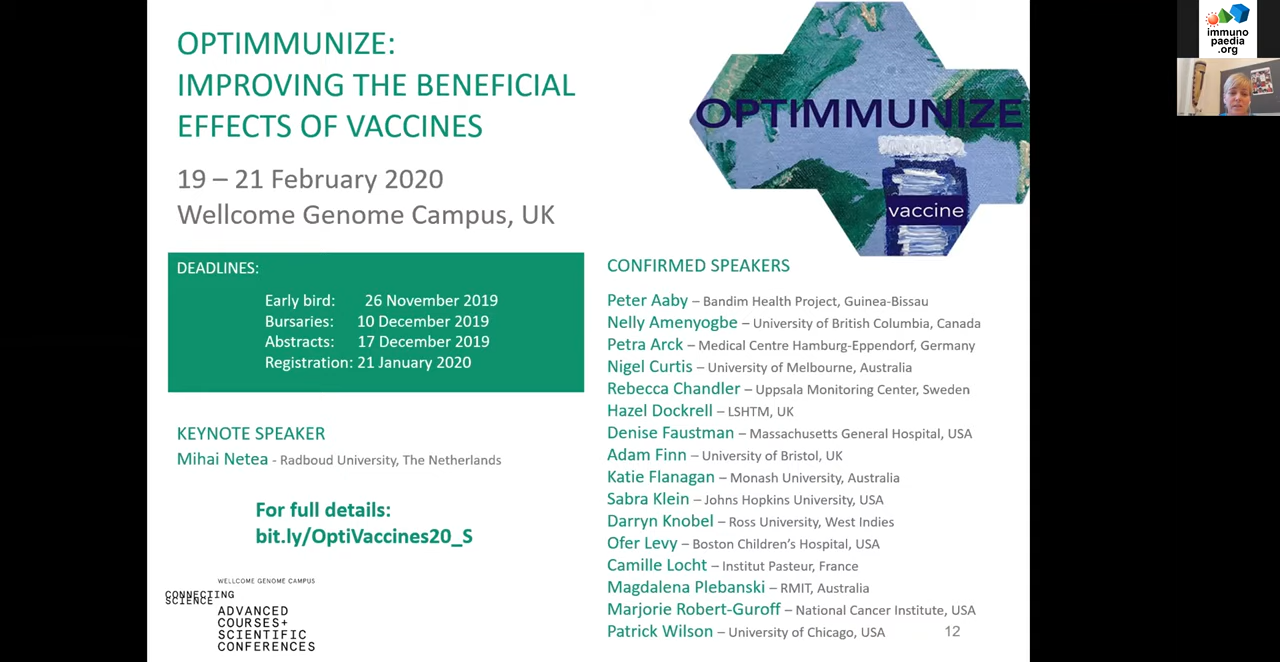 OPTIMMUNIZE:
IMPROVING THE BENEFICIAL
EFFECTS OF VACCINES
19 – 21 February 2020
Wellcome Genome Campus, UK
OPTIMMUNIZE
vaccine
DEADLINES:
Early bird: 26 November 2019
Bursaries: 10 December 2019
Abstracts: 17 December 2019
Registration: 21 January 2020
KEYNOTE SPEAKER
Mihai Netea - Radboud University, The Netherlands
For full details:
bit.ly/OptiVaccines20_S
WELLCOME GENOME CAMPUS
CONNECTING
SCIENCE
ADVANCED
COURSES+
SCIENTIFIC
CONFERENCES
CONFIRMED SPEAKERS
Peter Aaby – Bandim Health Project, Guinea-Bissau
Nelly Amenyogbe – University of British Columbia, Canada
Petra Arck – Medical Centre Hamburg-Eppendorf, Germany
Nigel Curtis – University of Melbourne, Australia
Rebecca Chandler – Uppsala Monitoring Center, Sweden
Hazel Dockrell – LSHTM, UK
Denise Faustman – Massachusetts General Hospital, USA
Adam Finn – University of Bristol, UK
Katie Flanagan – Monash University, Australia
Sabra Klein – Johns Hopkins University, USA
Darryn Knobel – Ross University, West Indies
Ofer Levy – Boston Children's Hospital, USA
Camille Locht – Institut Pasteur, France
Magdalena Plebanski – RMIT, Australia
Marjorie Robert-Guroff – National Cancer Institute, USA
Patrick Wilson – University of Chicago, USA
12
immuno
paedia
.org